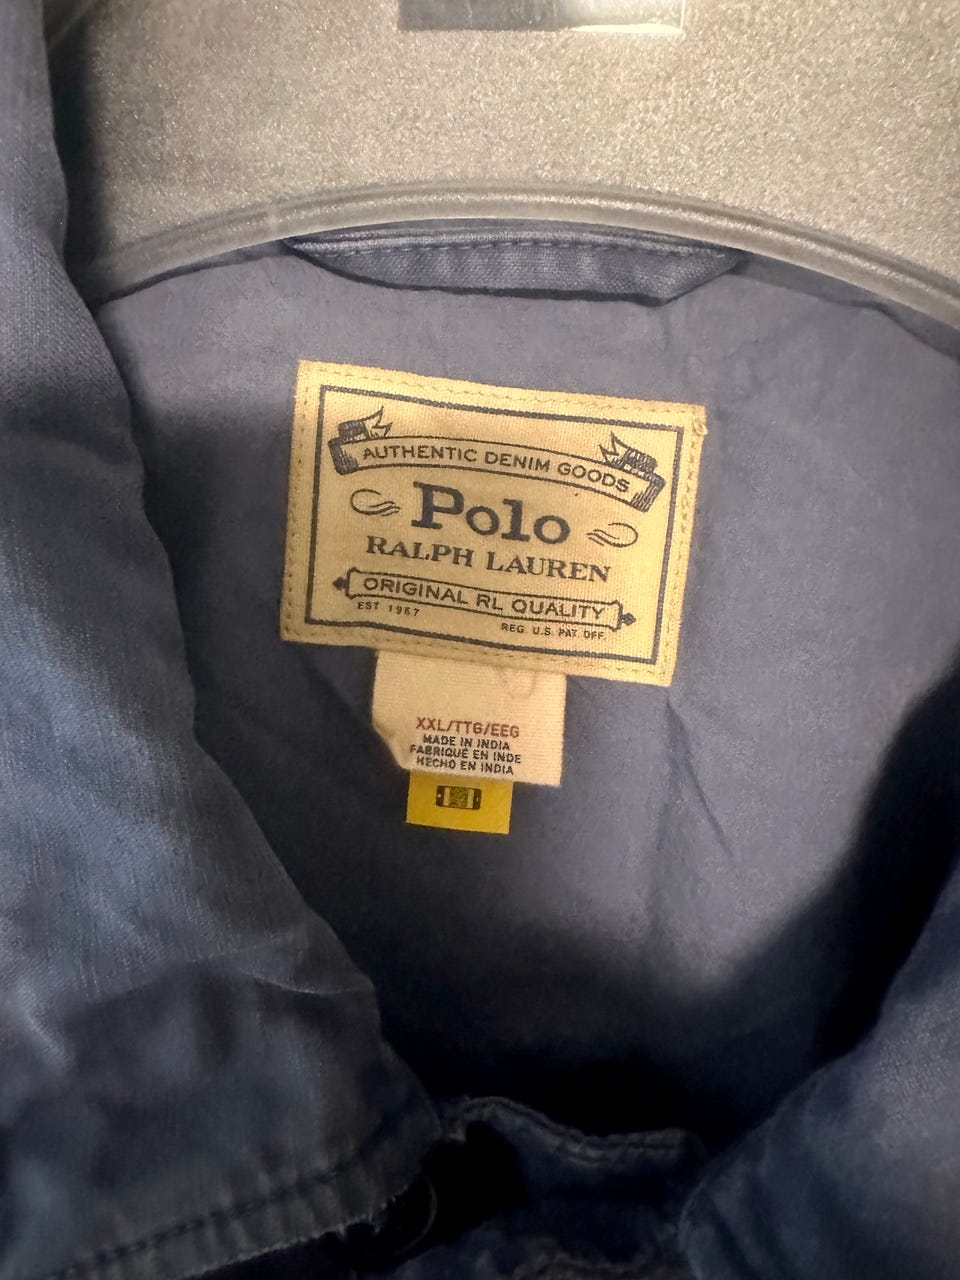 AUTHENTIC DENIM GOODS
Polo
RALPH LAUREN
ORIGINAL RL QUALITY
EST 1967
REG. U.S. PAT. OFF.
XXL/TTG/EEG
MADE IN INDIA
FABRIQUÉ EN INDE
HECHO EN INDIA